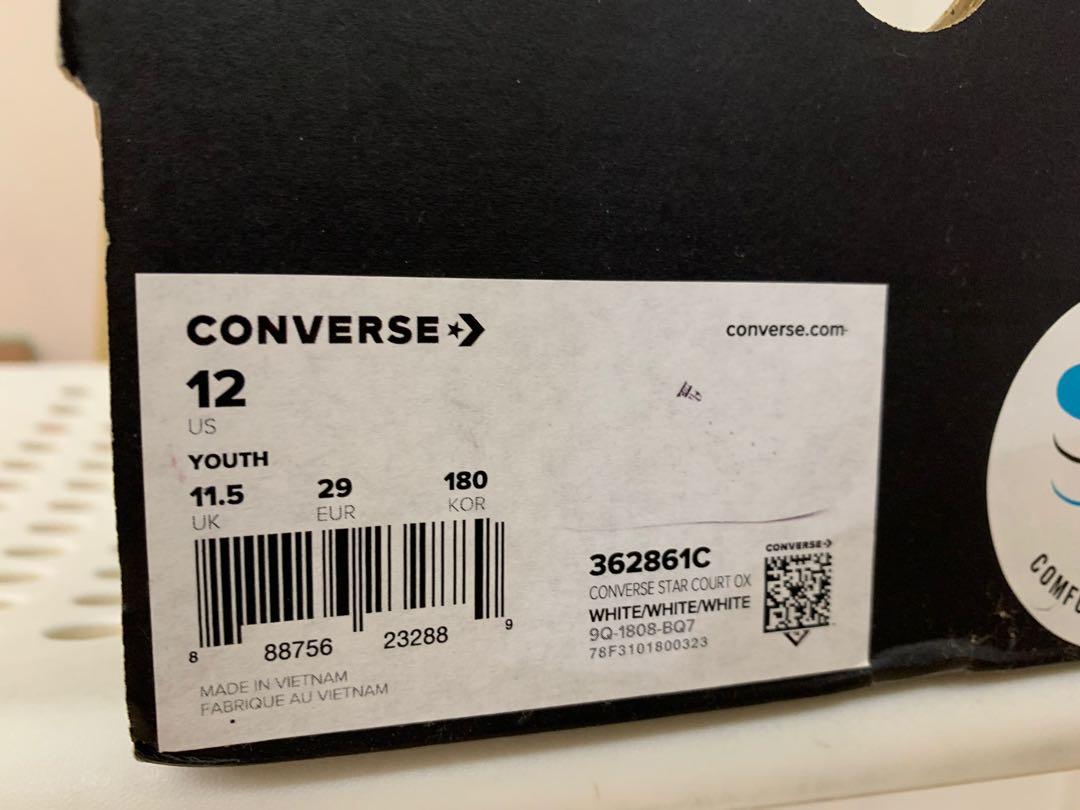 CONVERSE
converse.com
12
US
YOUTH
11.5 29 180
UK EUR KOR
8 88756 23288 9
MADE IN VIETNAM
FABRIQUE AU VIETNAM
362861C
CONVERSE STAR COURT OX
WHITE/WHITE/WHITE
9Q-1808-BQ7
78F3101800323
CONVERSE